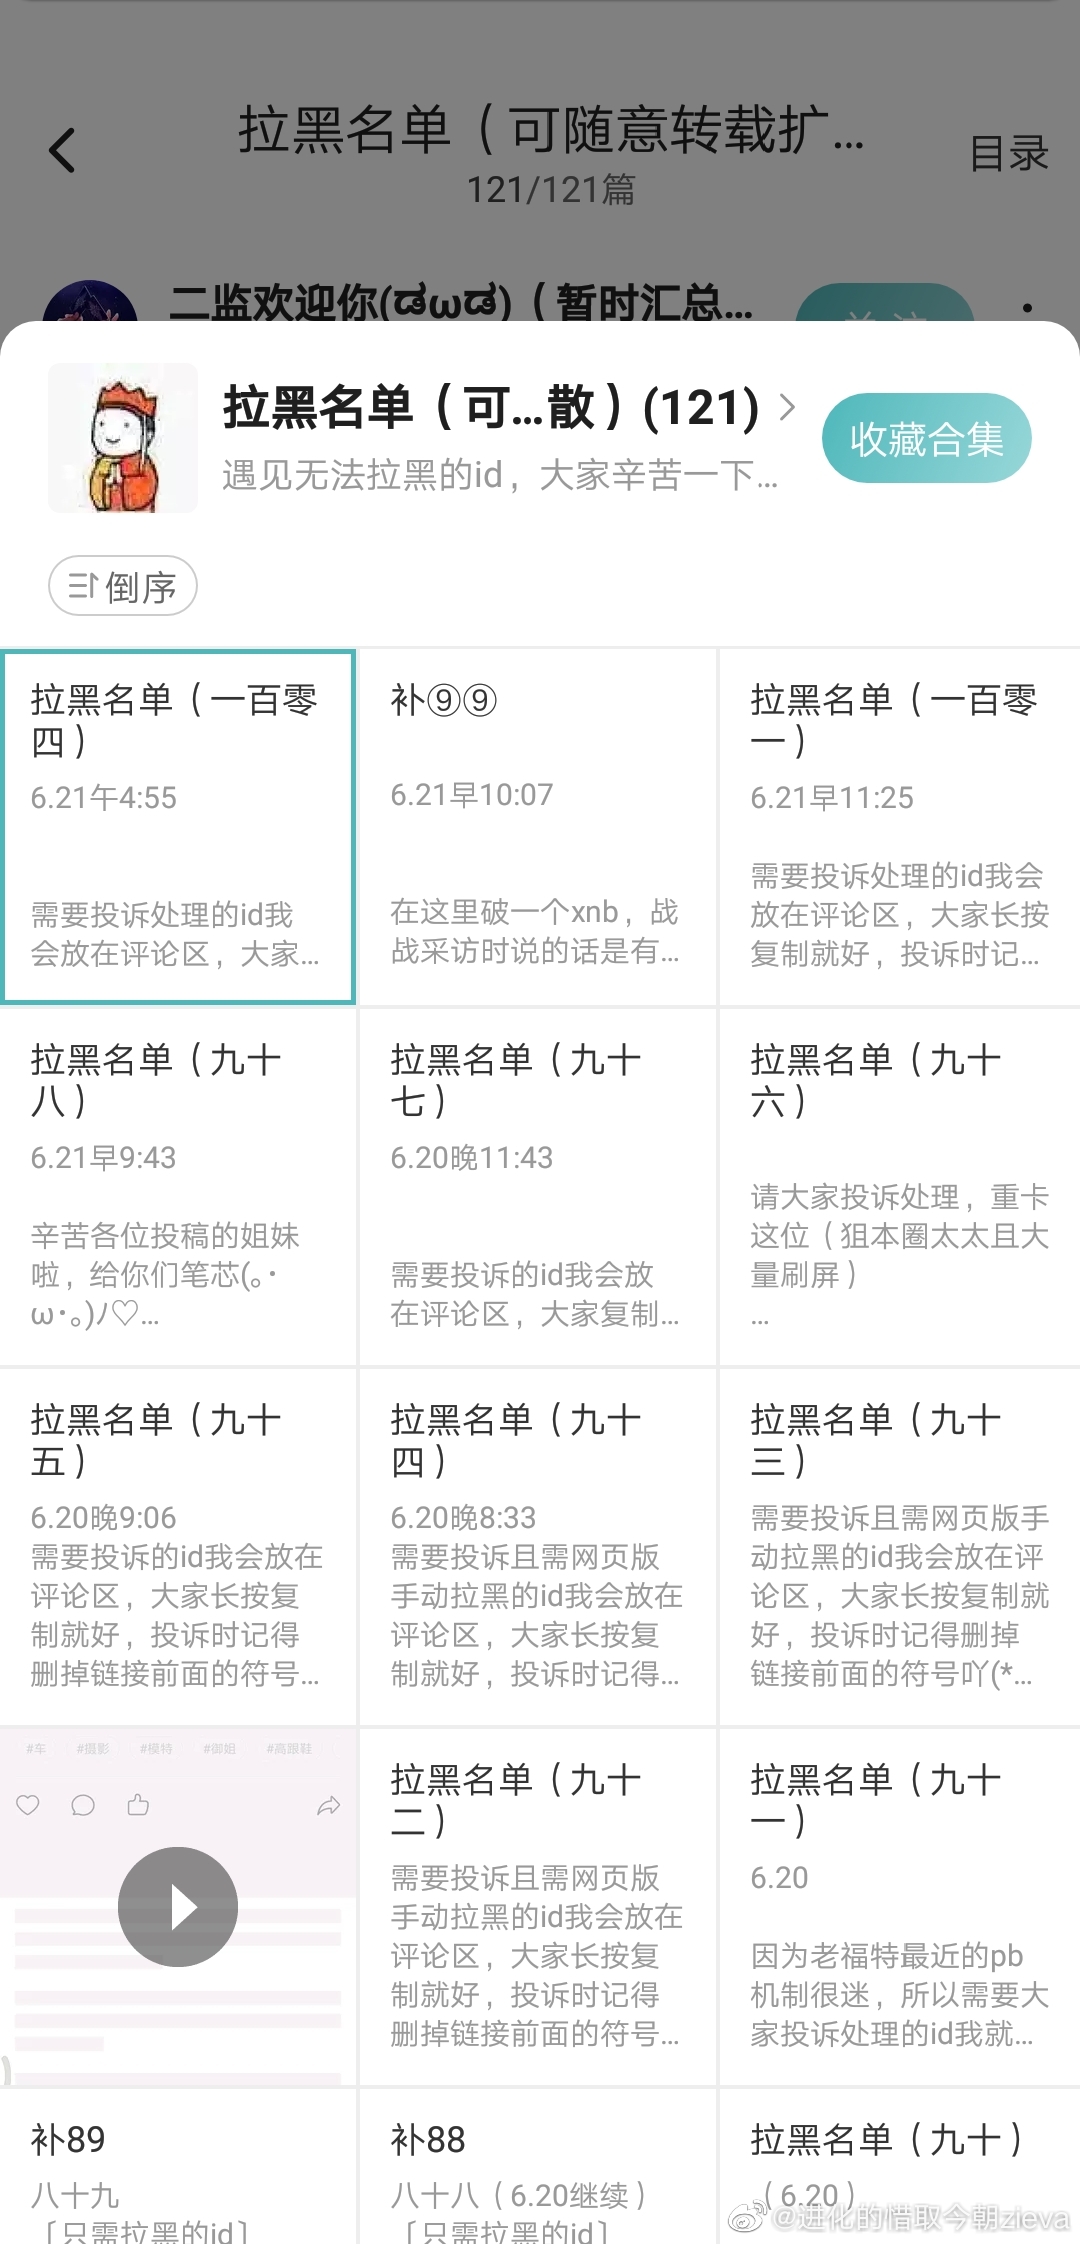 拉黑名单（可随意转载扩...
目录
121/121篇
二监欢迎你(ಡωಡ)（暂时汇总...
拉黑名单（可...散）(121)
收藏合集
遇见无法拉黑的id，大家辛苦一下...
倒序
拉黑名单（一百零
四）
6.21午4:55
需要投诉处理的id我
会放在评论区，大家...
补⑨⑨
6.21早10:07
在这里破一个xnb，战
战采访时说的话是有...
拉黑名单（一百零
一）
6.21早11:25
需要投诉处理的id我会
放在评论区，大家长按
复制就好，投诉时记...
拉黑名单（九十
八）
6.21早9:43
辛苦各位投稿的姐妹
啦，给你们笔芯(｡･
ω･｡)ﾉ♡...
拉黑名单（九十
七）
6.20晚11:43
需要投诉的id我会放
在评论区，大家复制...
拉黑名单（九十
六）
请大家投诉处理，重卡
这位（狙本圈太太且大
量刷屏）
...
拉黑名单（九十
五）
6.20晚9:06
需要投诉的id我会放在
评论区，大家长按复
制就好，投诉时记得
删掉链接前面的符号...
拉黑名单（九十
四）
6.20晚8:33
需要投诉且需网页版
手动拉黑的id我会放在
评论区，大家长按复
制就好，投诉时记得...
拉黑名单（九十
三）
需要投诉且需网页版手
动拉黑的id我会放在评
论区，大家长按复制就
好，投诉时记得删掉
链接前面的符号吖(*...
#车 #摄影 #模特 #御姐 #高跟鞋
拉黑名单（九十
二）
需要投诉且需网页版
手动拉黑的id我会放在
评论区，大家长按复
制就好，投诉时记得
删掉链接前面的符号...
拉黑名单（九十
一）
6.20
因为老福特最近的pb
机制很迷，所以需要大
家投诉处理的id我就...
补89
八十九
〔只需拉黑的id〕
补88
八十八（6.20继续）
〔只需拉黑的id〕
拉黑名单（九十）
（6.20）
@进化的惜取今朝zieva